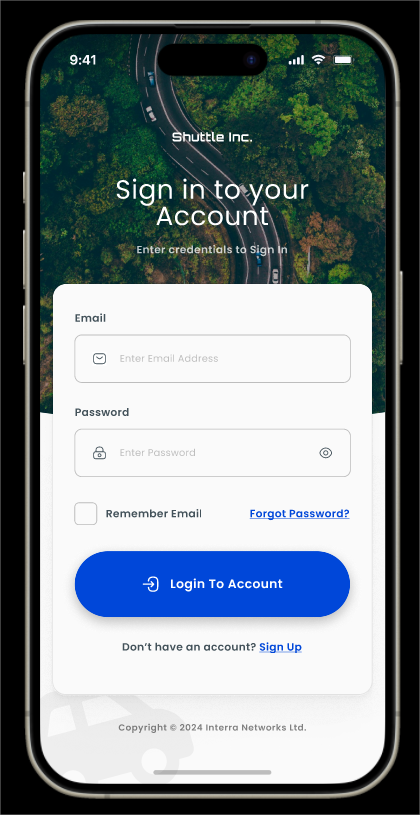 9:41
Shuttle Inc.
Sign in to your
Account
Enter credentials to Sign In
Email
Enter Email Address
Password
Enter Password
Remember Email
Forgot Password?
Login To Account
Don't have an account? Sign Up
Copyright © 2024 Interra Networks Ltd.